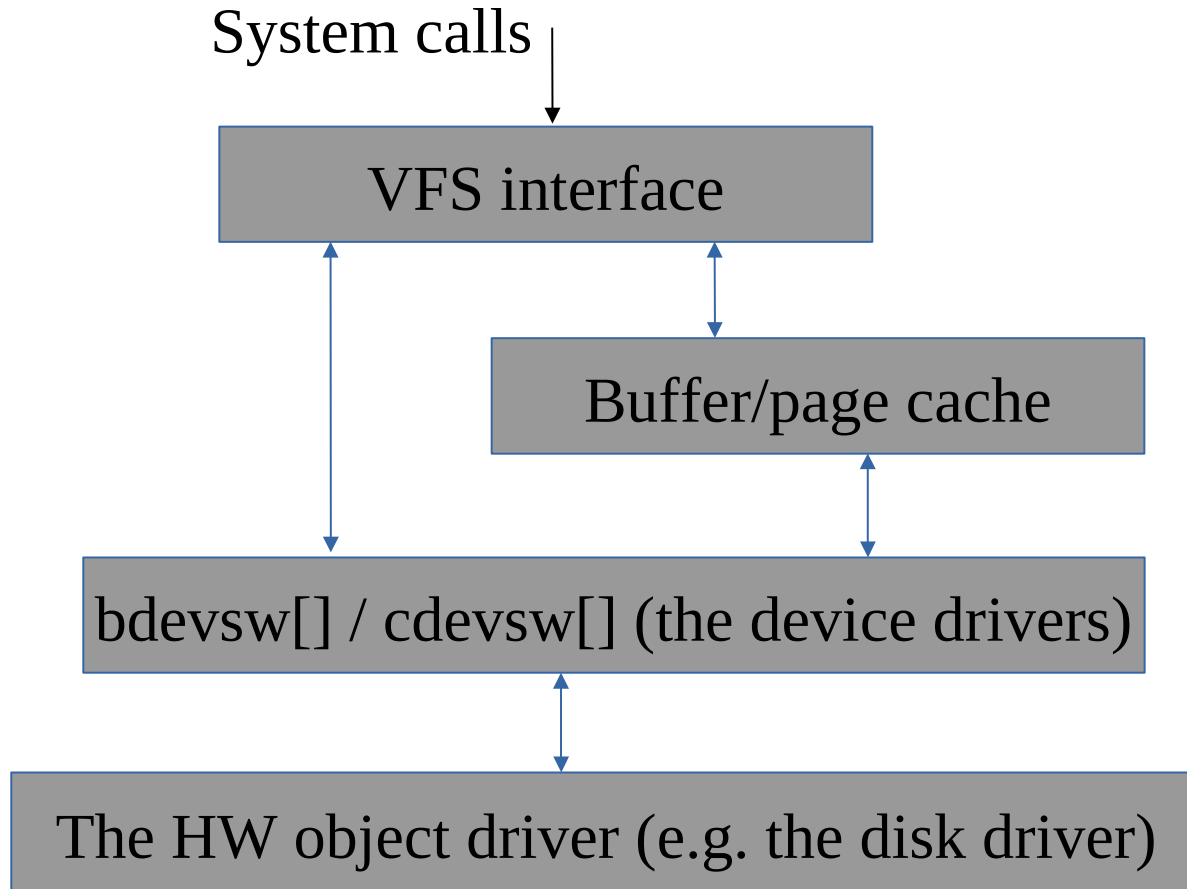 System calls
VFS interface
Buffer/page cache
bdevsw[] / cdevsw[] (the device drivers)
The HW object driver (e.g. the disk driver)